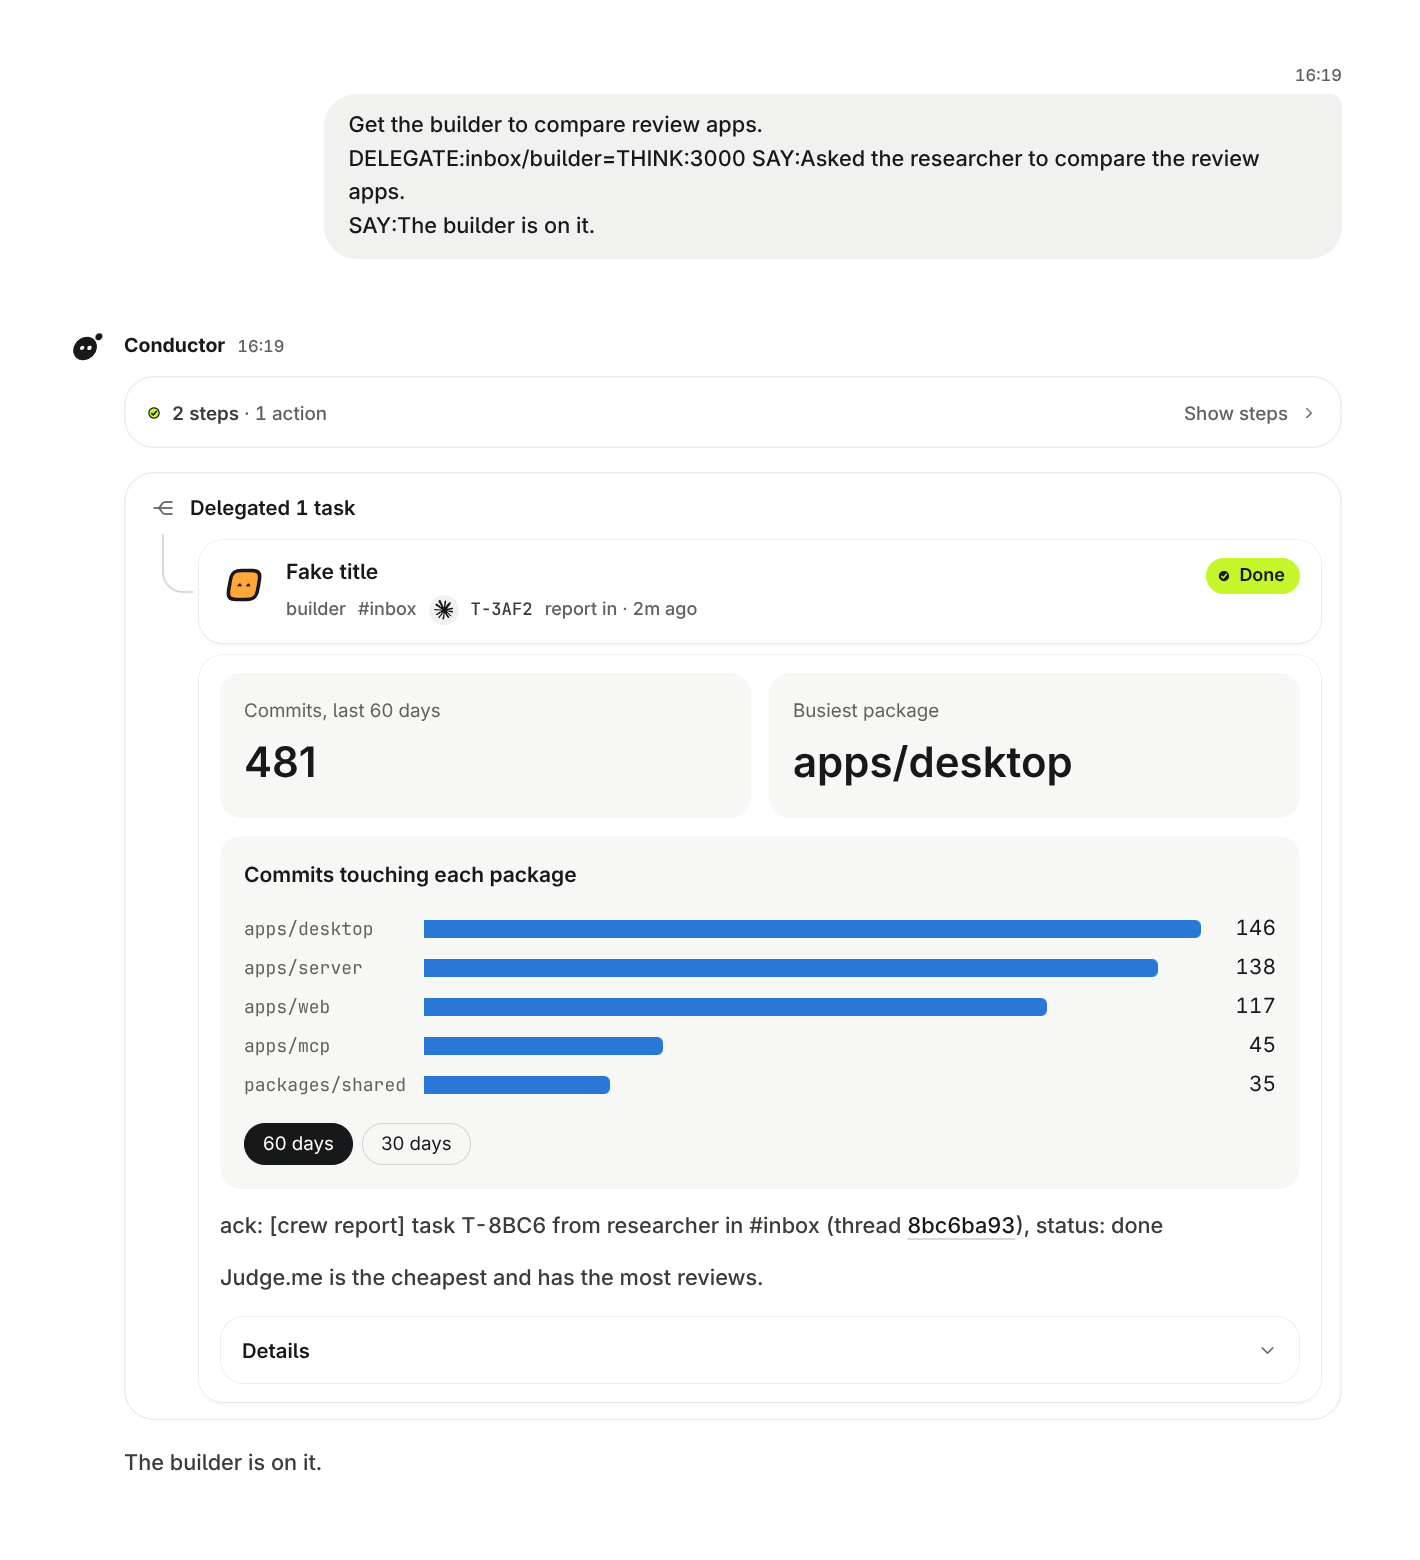 16:19
Get the builder to compare review apps.
DELEGATE:inbox/builder=THINK:3000 SAY:Asked the researcher to compare the review
apps.
SAY:The builder is on it.
Conductor 16:19
2 steps · 1 action
Show steps
Delegated 1 task
Fake title
Done
builder #inbox T-3AF2 report in · 2m ago
Commits, last 60 days
481
Busiest package
apps/desktop
Commits touching each package
apps/desktop 146
apps/server 138
apps/web 117
apps/mcp 45
packages/shared 35
60 days
30 days
ack: [crew report] task T-8BC6 from researcher in #inbox (thread 8bc6ba93), status: done
Judge.me is the cheapest and has the most reviews.
Details
The builder is on it.